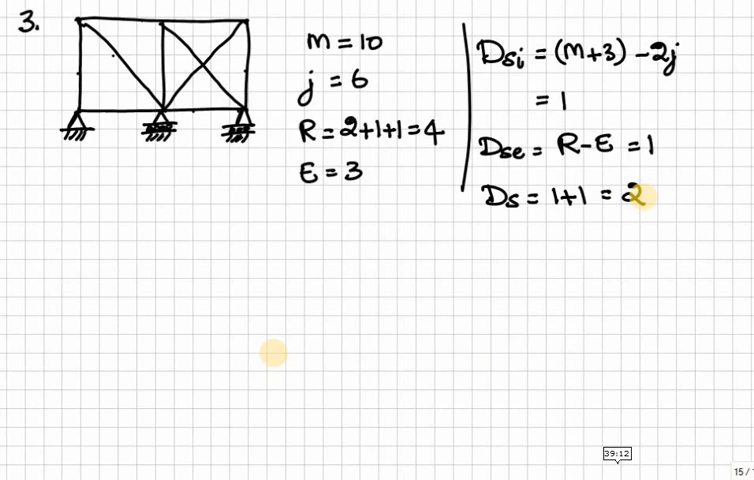 3.
m = 10
j = 6
R = 2+1+1 = 4
E = 3
Dsi = (m+3) - 2j
= 1
Dse = R-E = 1
Ds = 1+1 = 2
39:12
15/